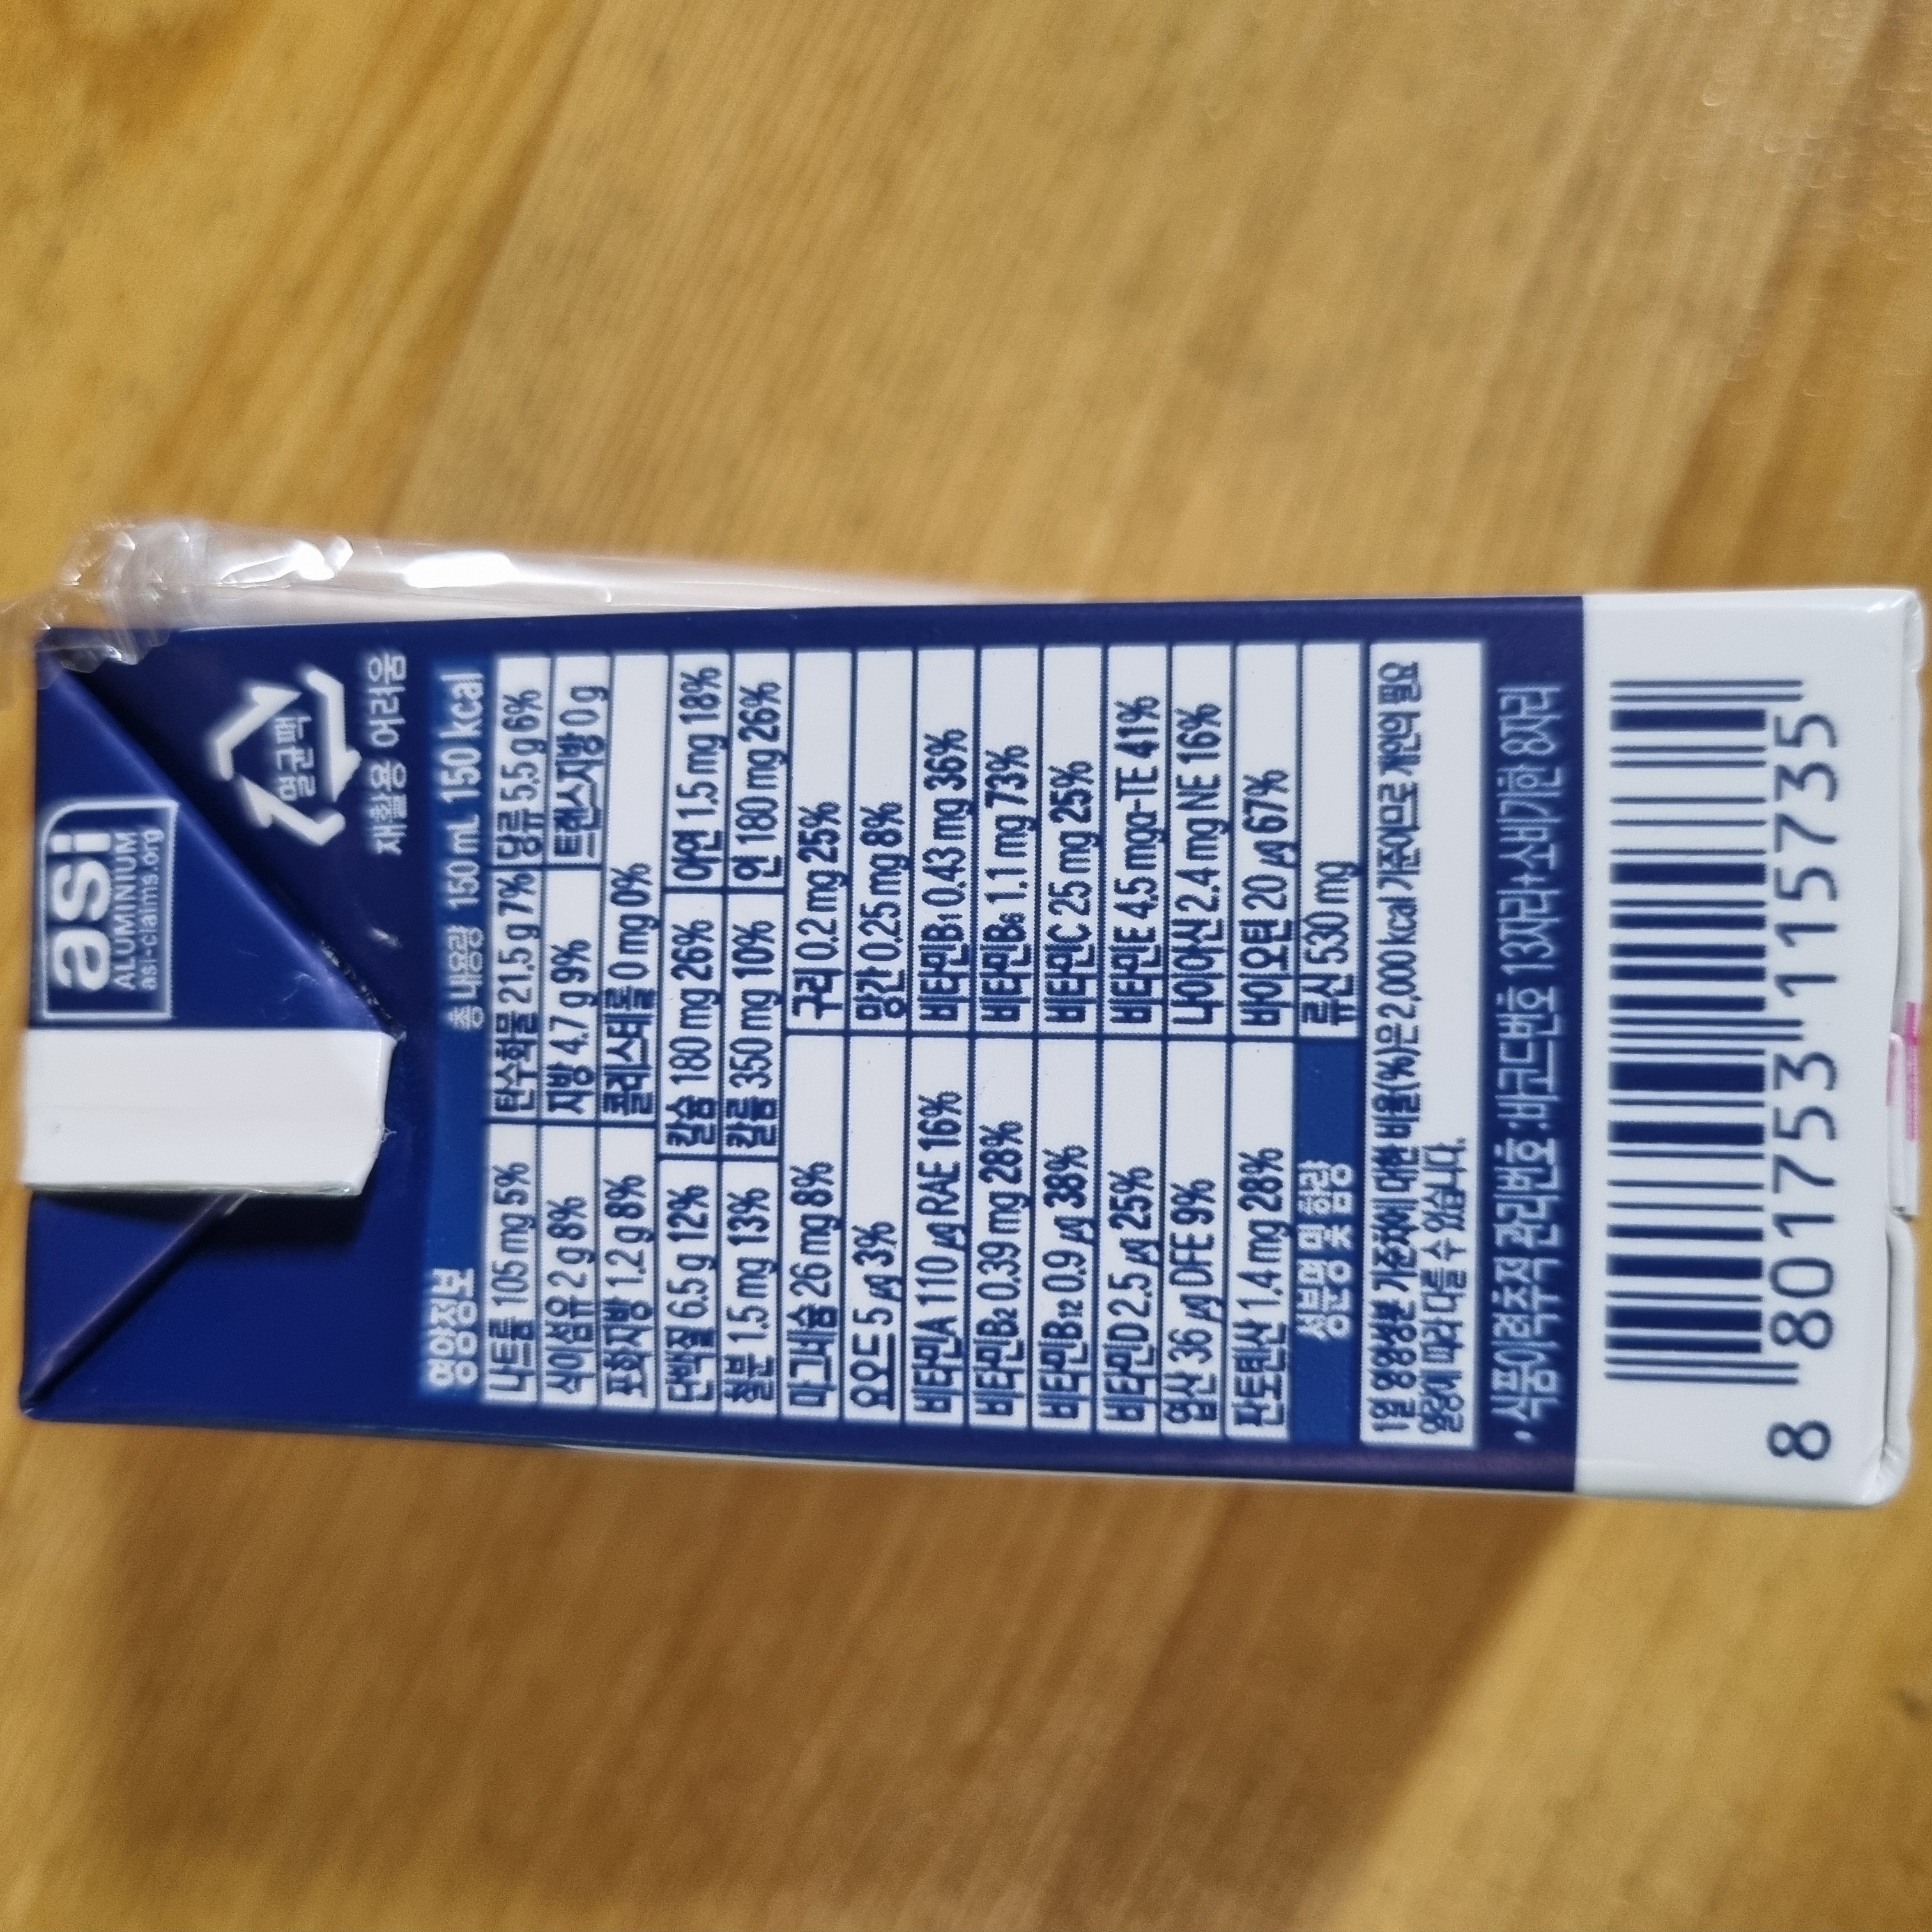 asi
ALUMINIUM
asi-claims.org
멸균팩
재활용 어려움
영양정보 총 내용량 150 mL 150 kcal
나트륨 105 mg 5% 탄수화물 21.5 g 7% 당류 5.5 g 6%
식이섬유 2 g 8% 지방 4.7 g 9% 트랜스지방 0 g
포화지방 1.2 g 8% 콜레스테롤 0 mg 0%
단백질 6.5 g 12% 칼슘 180 mg 26% 아연 1.5 mg 18%
철분 1.5 mg 13% 칼륨 350 mg 10% 인 180 mg 26%
마그네슘 26 mg 8% 구리 0.2 mg 25%
요오드 5 ㎍ 3% 망간 0.25 mg 8%
비타민A 110 ㎍ RAE 16% 비타민B₁ 0.43 mg 36%
비타민B₂ 0.39 mg 28% 비타민B₆ 1.1 mg 73%
비타민B₁₂ 0.9 ㎍ 38% 비타민C 25 mg 25%
비타민D 2.5 ㎍ 25% 비타민E 4.5 mgα-TE 41%
엽산 36 ㎍ DFE 9% 나이아신 2.4 mg NE 16%
판토텐산 1.4 mg 28% 바이오틴 20 ㎍ 67%
성분명 및 함량 류신 530 mg
1일 영양성분 기준치에 대한 비율(%)은 2,000 kcal 기준이므로 개인의 필요
열량에 따라 다를 수 있습니다.
·식품이력추적 관리번호:바코드번호 13자리+소비기한 8자리
8 801753 115735